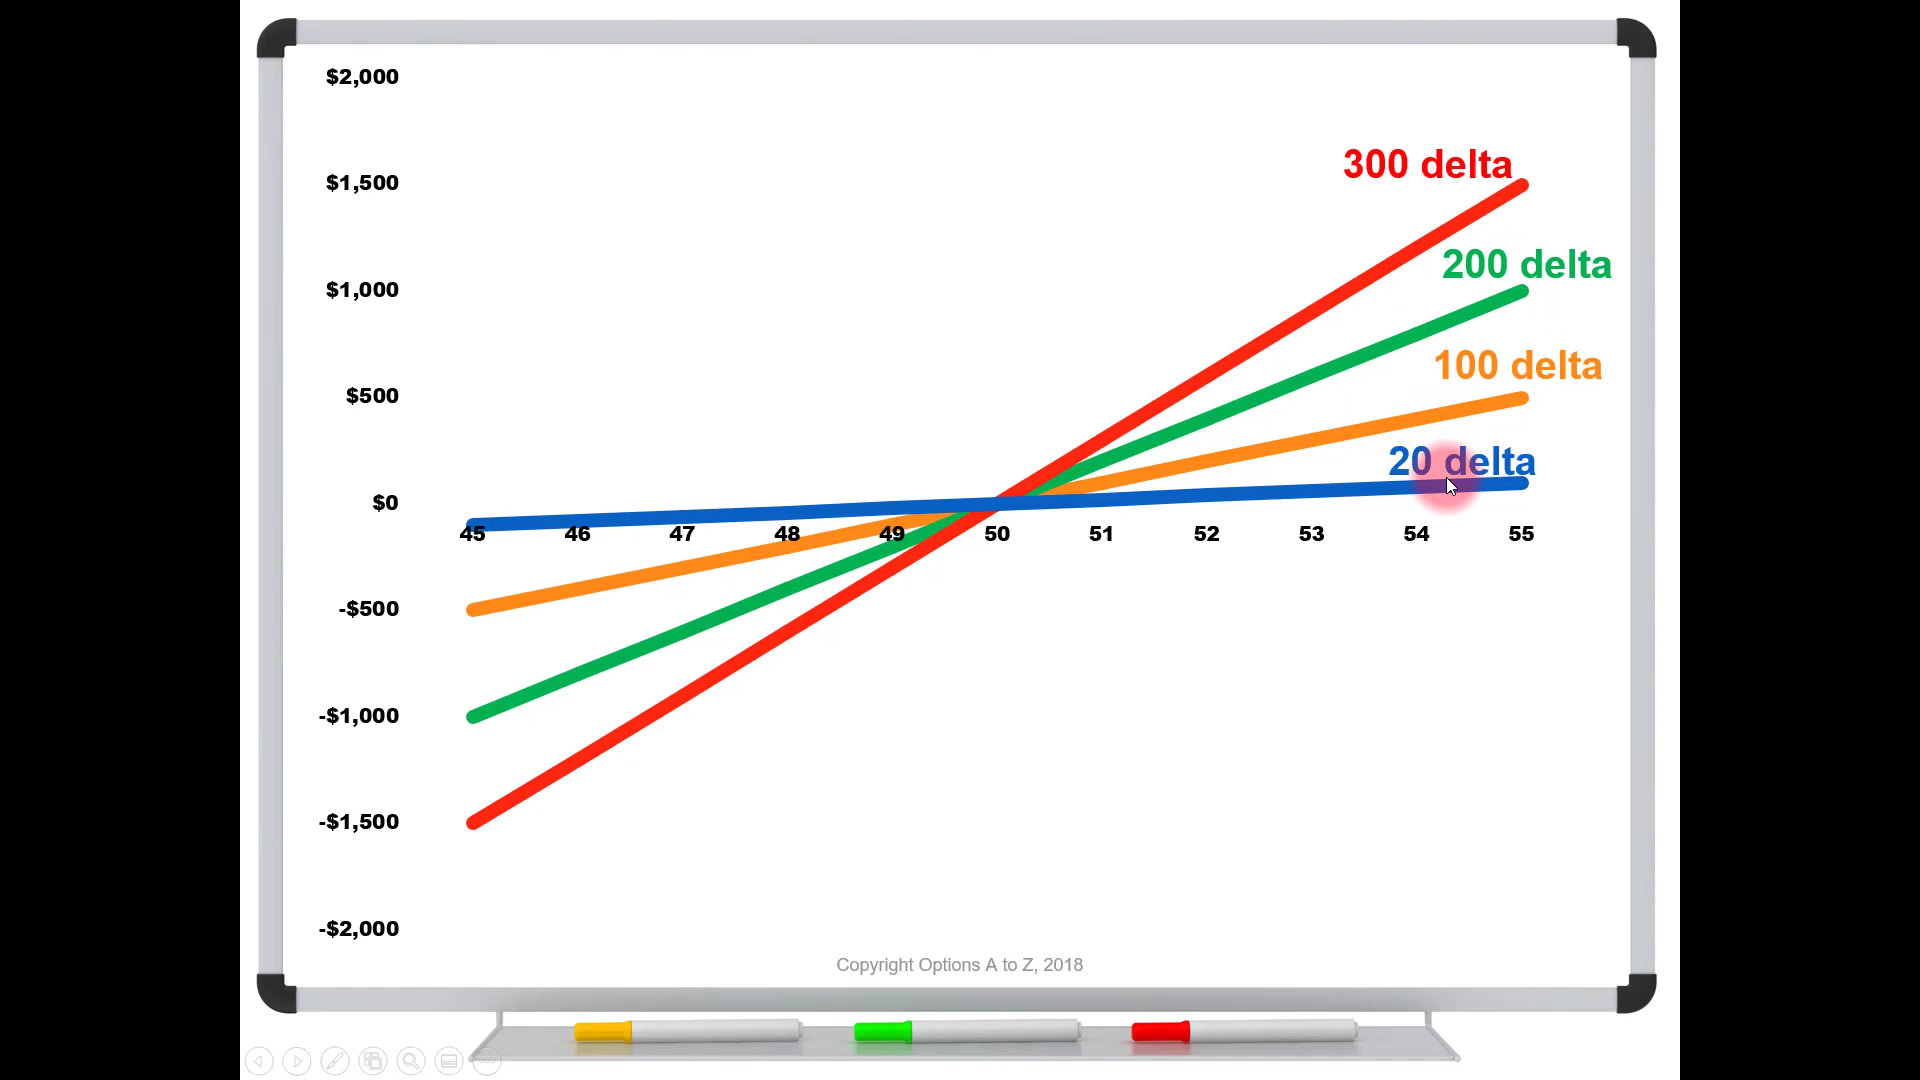 $2,000
300 delta
$1,500
200 delta
$1,000
100 delta
$500
20 delta
$0
45 46 47 48 49 50 51 52 53 54 55
-$500
-$1,000
-$1,500
-$2,000
Copyright Options A to Z, 2018